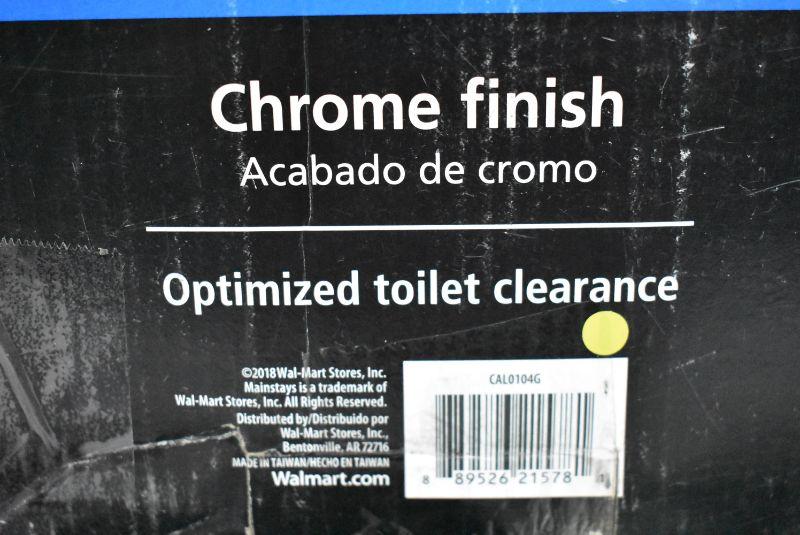 Chrome finish
Acabado de cromo
Optimized toilet clearance
©2018 Wal-Mart Stores, Inc.
Mainstays is a trademark of
Wal-Mart Stores, Inc. All Rights Reserved.
Distributed by/Distribuido por
Wal-Mart Stores, Inc.,
Bentonville, AR 72716
MADE IN TAIWAN/HECHO EN TAIWAN
Walmart.com
CAL0104G
8 89526 21578